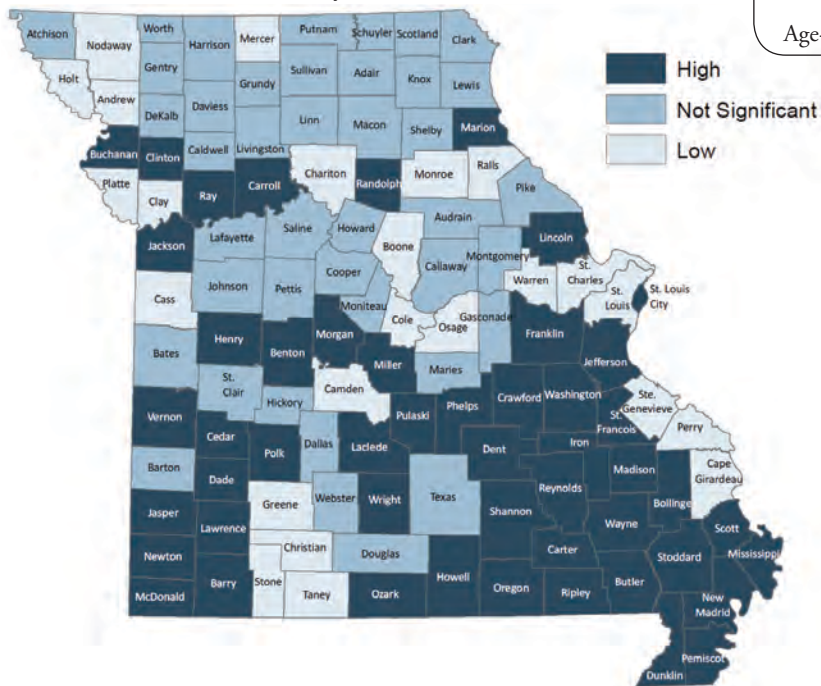 Age-
High
Not Significant
Low
Atchison
Nodaway
Worth
Harrison
Mercer
Putnam
Schuyler
Scotland
Clark
Holt
Gentry
Sullivan
Adair
Knox
Lewis
Andrew
Grundy
DeKalb
Daviess
Linn
Macon
Shelby
Marion
Buchanan
Clinton
Caldwell
Livingston
Chariton
Randolph
Monroe
Ralls
Platte
Clay
Ray
Carroll
Pike
Jackson
Lafayette
Saline
Howard
Boone
Audrain
Lincoln
Callaway
Montgomery
Warren
St.
Charles
St.
Louis
St. Louis
City
Cass
Johnson
Pettis
Cooper
Moniteau
Cole
Osage
Gasconade
Franklin
Jefferson
Bates
Henry
Benton
Morgan
Miller
Maries
St.
Clair
Hickory
Camden
Pulaski
Phelps
Crawford
Washington
St.
Francois
Ste.
Genevieve
Perry
Vernon
Cedar
Polk
Dallas
Laclede
Dent
Iron
Madison
Cape
Girardeau
Barton
Dade
Greene
Webster
Wright
Texas
Reynolds
Bollinge
Jasper
Lawrence
Shannon
Wayne
Scott
Newton
Christian
Douglas
Carter
Stoddard
Mississippi
McDonald
Barry
Stone
Taney
Ozark
Howell
Oregon
Ripley
Butler
New
Madrid
Pemiscot
Dunklin